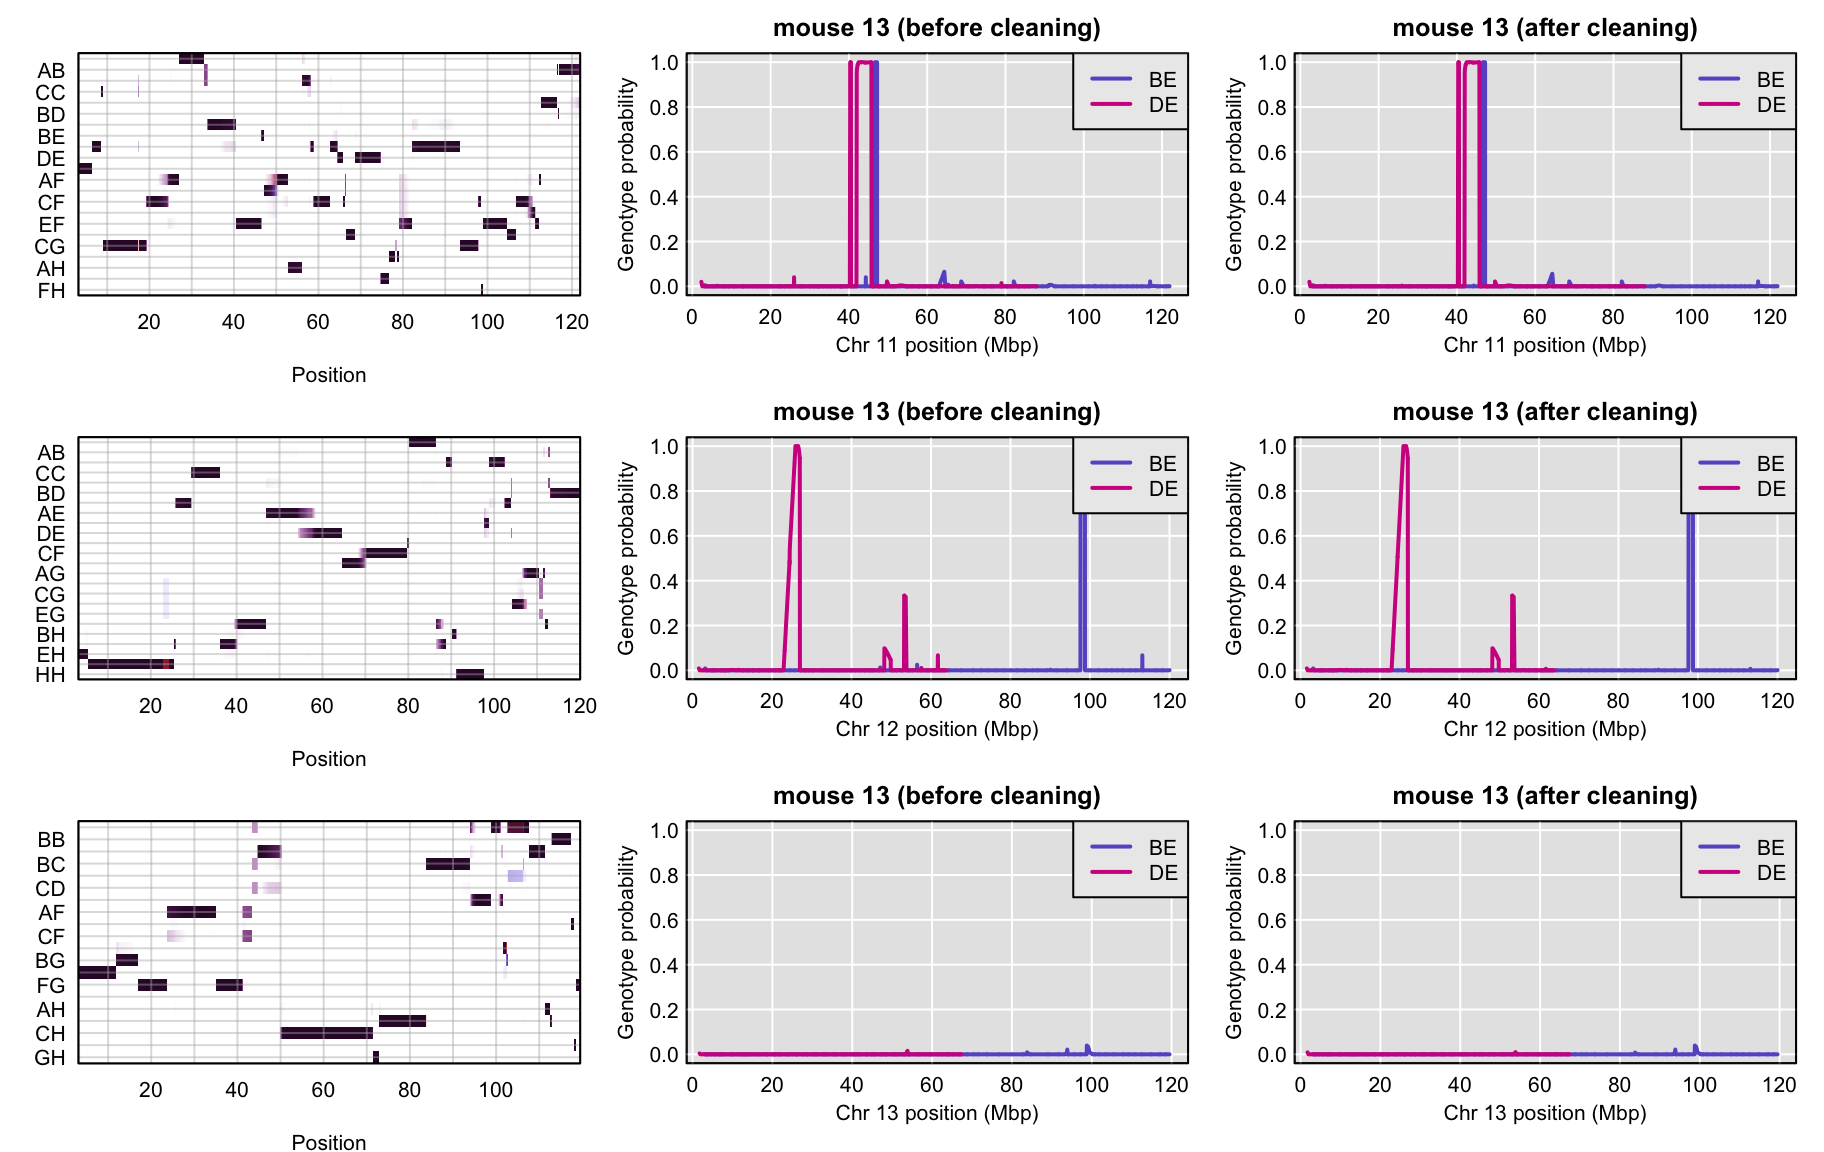 mouse 13 (before cleaning)
mouse 13 (after cleaning)
AB
CC
BD
BE
DE
AF
CF
EF
CG
AH
FH
20 40 60 80 100 120
Position
Genotype probability
1.0
0.8
0.6
0.4
0.2
0.0
BE
DE
0 20 40 60 80 100 120
Chr 11 position (Mbp)
Genotype probability
1.0
0.8
0.6
0.4
0.2
0.0
BE
DE
0 20 40 60 80 100 120
Chr 11 position (Mbp)
mouse 13 (before cleaning)
mouse 13 (after cleaning)
AB
CC
BD
AE
DE
CF
AG
CG
EG
BH
EH
HH
20 40 60 80 100 120
Position
Genotype probability
1.0
0.8
0.6
0.4
0.2
0.0
BE
DE
0 20 40 60 80 100 120
Chr 12 position (Mbp)
Genotype probability
1.0
0.8
0.6
0.4
0.2
0.0
BE
DE
0 20 40 60 80 100 120
Chr 12 position (Mbp)
mouse 13 (before cleaning)
mouse 13 (after cleaning)
BB
BC
CD
AF
CF
BG
FG
AH
CH
GH
20 40 60 80 100
Position
Genotype probability
1.0
0.8
0.6
0.4
0.2
0.0
BE
DE
0 20 40 60 80 100 120
Chr 13 position (Mbp)
Genotype probability
1.0
0.8
0.6
0.4
0.2
0.0
BE
DE
0 20 40 60 80 100 120
Chr 13 position (Mbp)